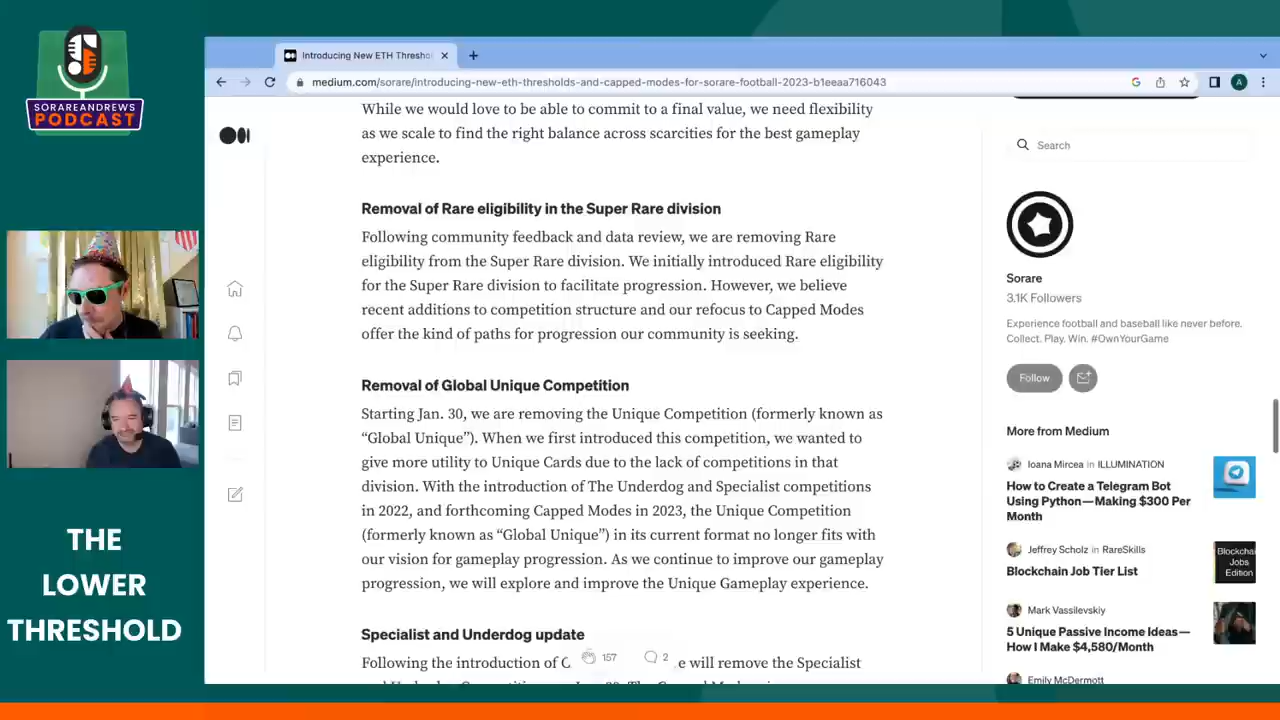 SORAREANDREWS
PODCAST
THE
LOWER
THRESHOLD
Introducing New ETH Thresho
medium.com/sorare/introducing-new-eth-thresholds-and-capped-modes-for-sorare-football-2023-b1eeaa716043
A
While we would love to be able to commit to a final value, we need flexibility
as we scale to find the right balance across scarcities for the best gameplay
experience.
Removal of Rare eligibility in the Super Rare division
Following community feedback and data review, we are removing Rare
eligibility from the Super Rare division. We initially introduced Rare eligibility
for the Super Rare division to facilitate progression. However, we believe
recent additions to competition structure and our refocus to Capped Modes
offer the kind of paths for progression our community is seeking.
Removal of Global Unique Competition
Starting Jan. 30, we are removing the Unique Competition (formerly known as
“Global Unique”). When we first introduced this competition, we wanted to
give more utility to Unique Cards due to the lack of competitions in that
division. With the introduction of The Underdog and Specialist competitions
in 2022, and forthcoming Capped Modes in 2023, the Unique Competition
(formerly known as “Global Unique”) in its current format no longer fits with
our vision for gameplay progression. As we continue to improve our gameplay
progression, we will explore and improve the Unique Gameplay experience.
Specialist and Underdog update
Following the introduction of C
157
2
e will remove the Specialist
Search
Sorare
3.1K Followers
Experience football and baseball like never before.
Collect. Play. Win. #OwnYourGame
Follow
More from Medium
Ioana Mircea in ILLUMINATION
How to Create a Telegram Bot
Using Python—Making $300 Per
Month
Jeffrey Scholz in RareSkills
Blockchain Job Tier List
Blockchai
Jobs
Edition
Mark Vassilevskiy
5 Unique Passive Income Ideas—
How I Make $4,580/Month
Emily McDermott